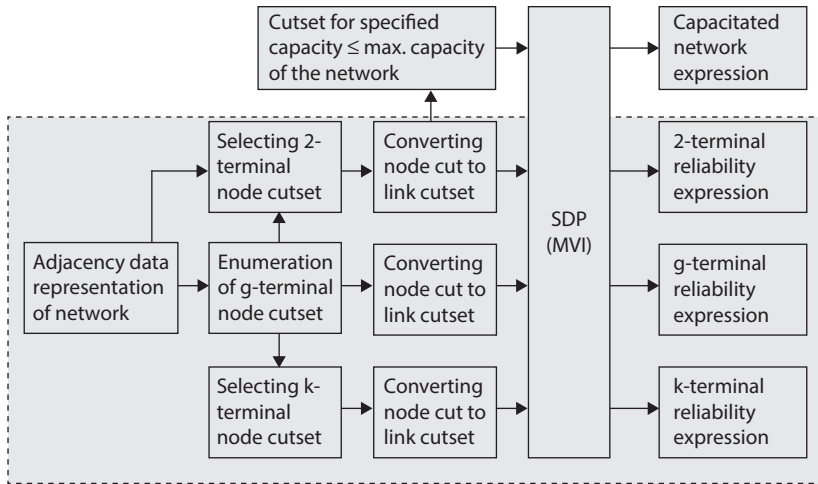 Cutset for specified
capacity ≤ max. capacity
of the network
Capacitated
network
expression
Selecting 2-
terminal
node cutset
Converting
node cut to
link cutset
2-terminal
reliability
expression
SDP
(MVI)
Adjacency data
representation
of network
Enumeration
of g-terminal
node cutset
Converting
node cut to
link cutset
g-terminal
reliability
expression
Selecting k-
terminal
node cutset
Converting
node cut to
link cutset
k-terminal
reliability
expression